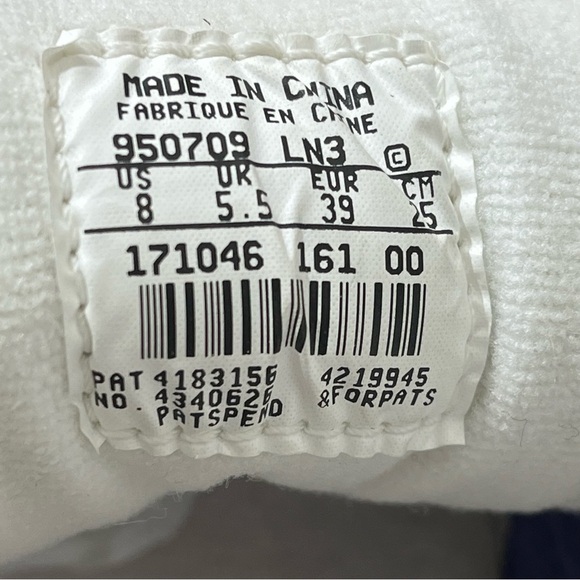 MADE IN CHINA
FABRIQUE EN CHINE
950709 LN3 ©
US UK EUR CM
8 5.5 39 25
171046 161 00
PAT 4183156 4219945
NO. 4340626 &FORPATS
PATSPEND